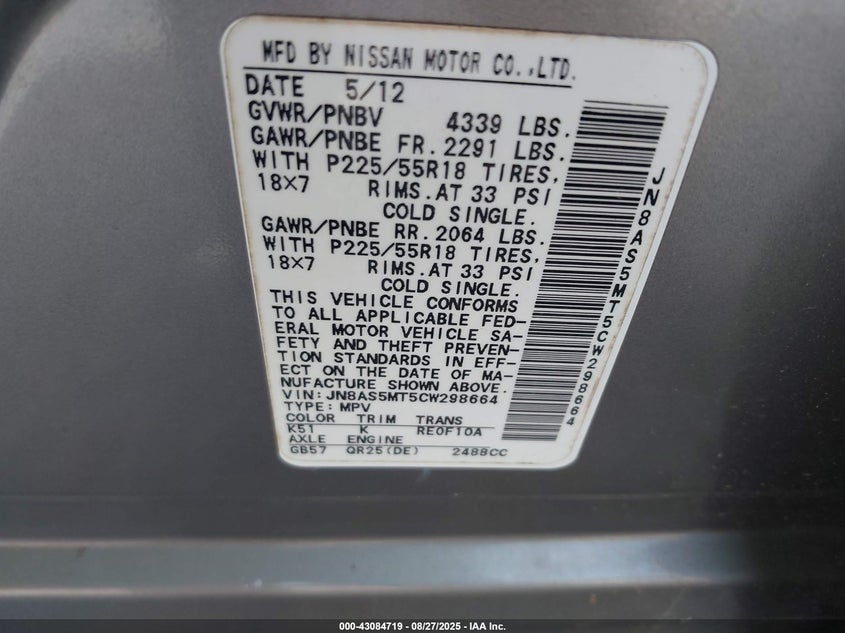 MFD BY NISSAN MOTOR CO.,LTD.
DATE 5/12
GVWR/PNBV 4339 LBS.
GAWR/PNBE FR. 2291 LBS.
WITH P225/55R18 TIRES,
18×7 RIMS.AT 33 PSI
COLD SINGLE.
GAWR/PNBE RR. 2064 LBS.
WITH P225/55R18 TIRES,
18×7 RIMS.AT 33 PSI
COLD SINGLE.
THIS VEHICLE CONFORMS
TO ALL APPLICABLE FED-
ERAL MOTOR VEHICLE SA-
FETY AND THEFT PREVEN-
TION STANDARDS IN EFF-
ECT ON THE DATE OF MA-
NUFACTURE SHOWN ABOVE.
VIN: JN8AS5MT5CW298664
TYPE: MPV
COLOR TRIM TRANS
K51 K RE0F10A
AXLE ENGINE
GB57 QR25(DE) 2488CC
JN8AS5MT5CW298664
000-43084719 - 08/27/2025 - IAA Inc.